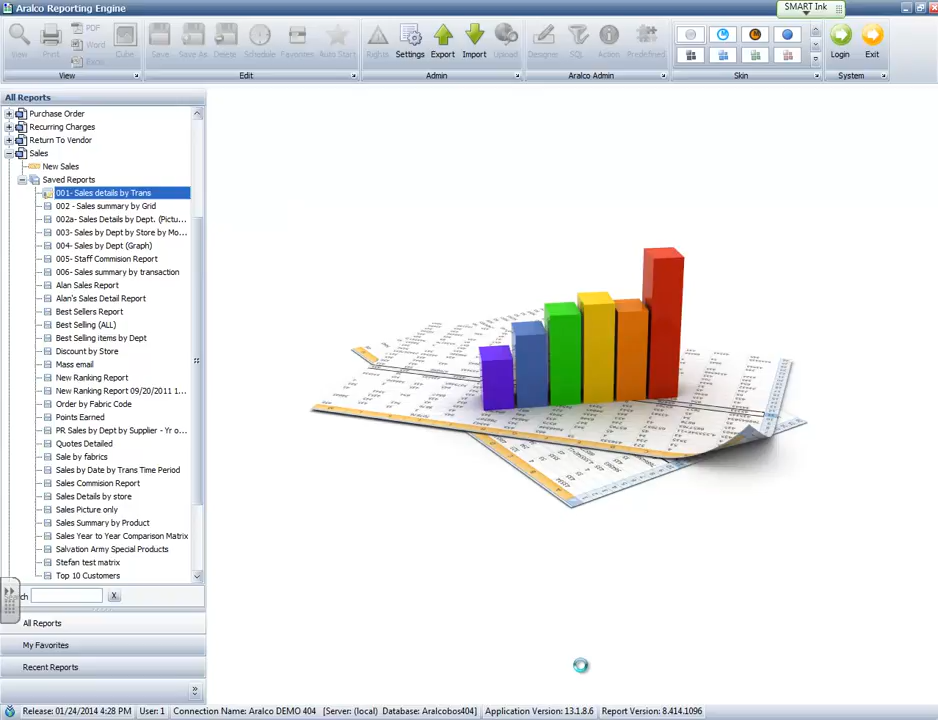 Aralco Reporting Engine
SMART Ink
View
Print
PDF
Word
Excel
Cube
Save
Save As
Delete
Schedule
Favorites
Auto Start
Rights
Settings
Export
Import
Upload
Designer
SQL
Action
Predefined
Login
Exit
View
Edit
Admin
Aralco Admin
Skin
System
All Reports
Purchase Order
Recurring Charges
Return To Vendor
Sales
New Sales
Saved Reports
001- Sales details by Trans
002 - Sales summary by Grid
002a- Sales Details by Dept. (Pictu...
003- Sales by Dept by Store by Mo...
004- Sales by Dept (Graph)
005- Staff Commision Report
006- Sales summary by transaction
Alan Sales Report
Alan's Sales Detail Report
Best Sellers Report
Best Selling (ALL)
Best Selling items by Dept
Discount by Store
Mass email
New Ranking Report
New Ranking Report 09/20/2011 1...
Order by Fabric Code
Points Earned
PR Sales by Dept by Supplier - Yr o...
Quotes Detailed
Sale by fabrics
Sales by Date by Trans Time Period
Sales Commision Report
Sales Details by store
Sales Picture only
Sales Summary by Product
Sales Year to Year Comparison Matrix
Salvation Army Special Products
Stefan test matrix
Top 10 Customers
ch
X
All Reports
My Favorites
Recent Reports
Release: 01/24/2014 4:28 PM
User: 1
Connection Name: Aralco DEMO 404
[Server: (local)
Database: Aralcobos404]
Application Version: 13.1.8.6
Report Version: 8.414.1096